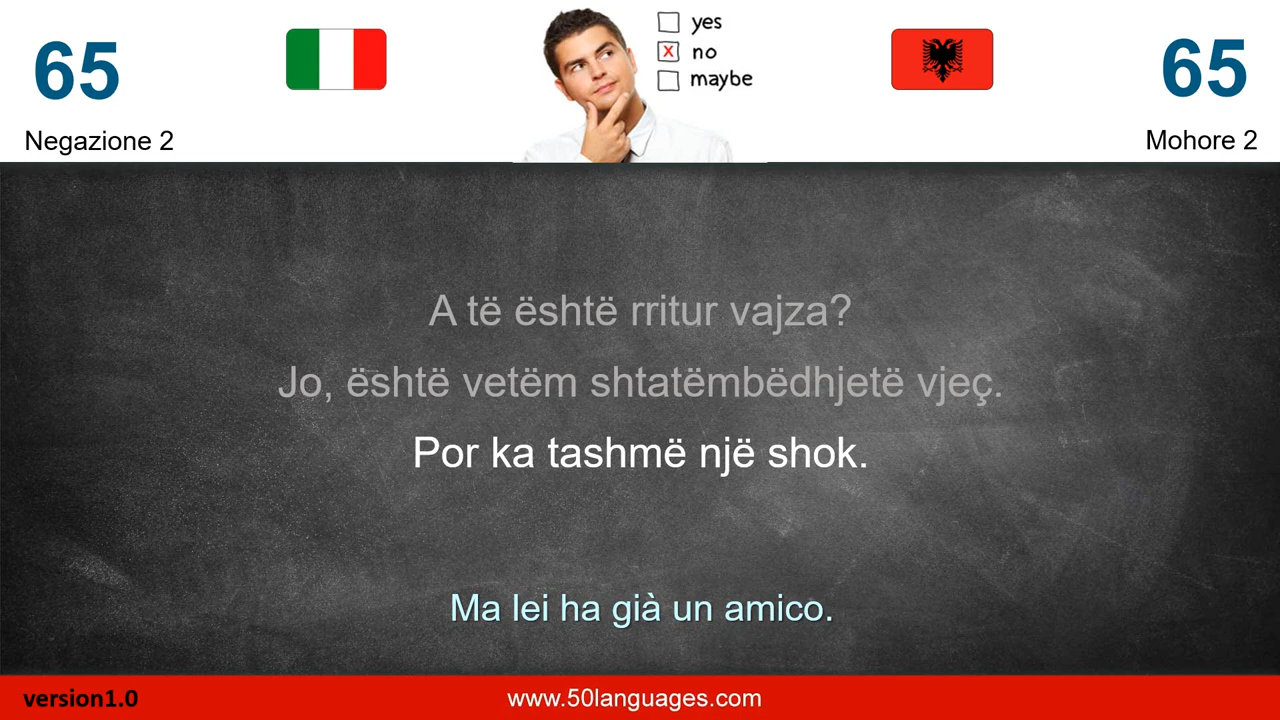 65
Negazione 2
yes
no
maybe
65
Mohore 2
A të është rritur vajza?
Jo, është vetëm shtatëmbëdhjetë vjeç.
Por ka tashmë një shok.
Ma lei ha già un amico.
version1.0
www.50languages.com